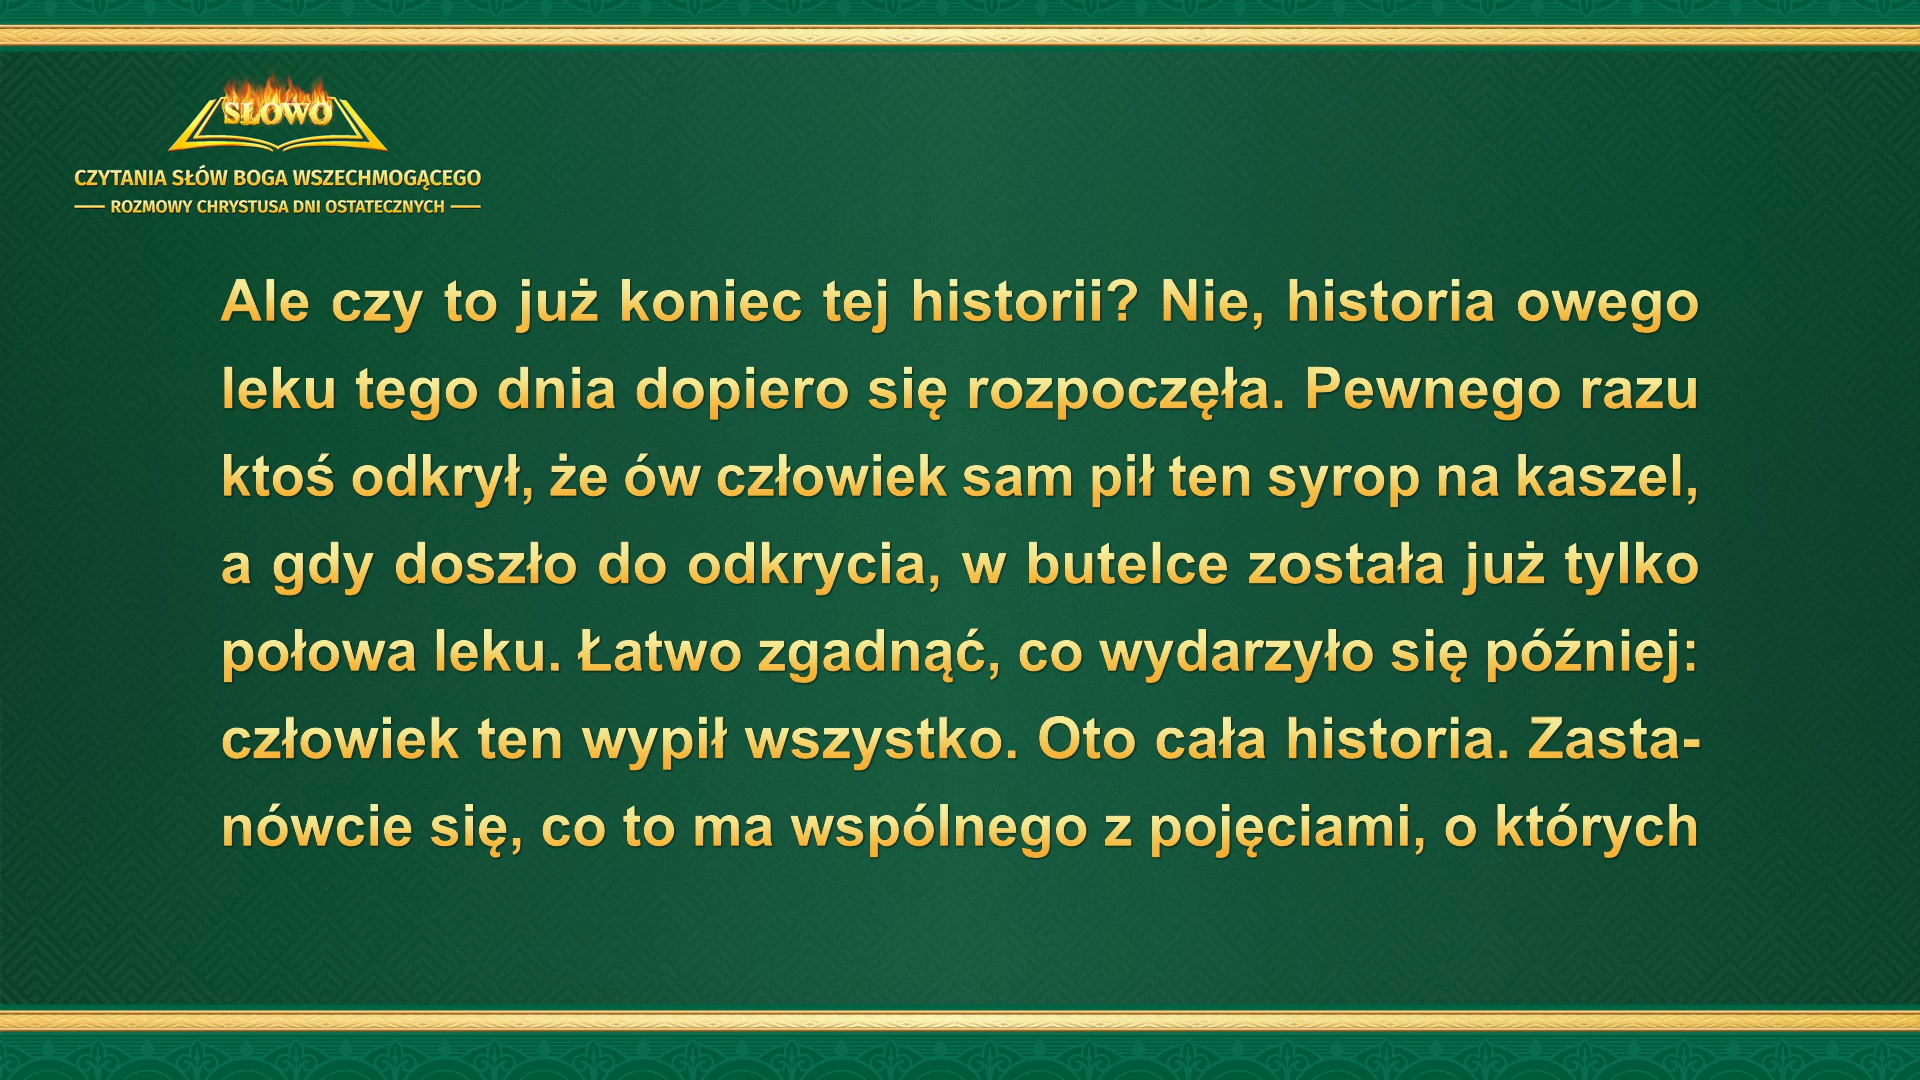 SŁOWO
CZYTANIA SŁÓW BOGA WSZECHMOGĄCEGO
ROZMOWY CHRYSTUSA DNI OSTATECZNYCH
Ale czy to już koniec tej historii? Nie, historia owego
leku tego dnia dopiero się rozpoczęła. Pewnego razu
ktoś odkrył, że ów człowiek sam pił ten syrop na kaszel,
a gdy doszło do odkrycia, w butelce została już tylko
połowa leku. Łatwo zgadnąć, co wydarzyło się później:
człowiek ten wypił wszystko. Oto cała historia. Zasta-
nówcie się, co to ma wspólnego z pojęciami, o których